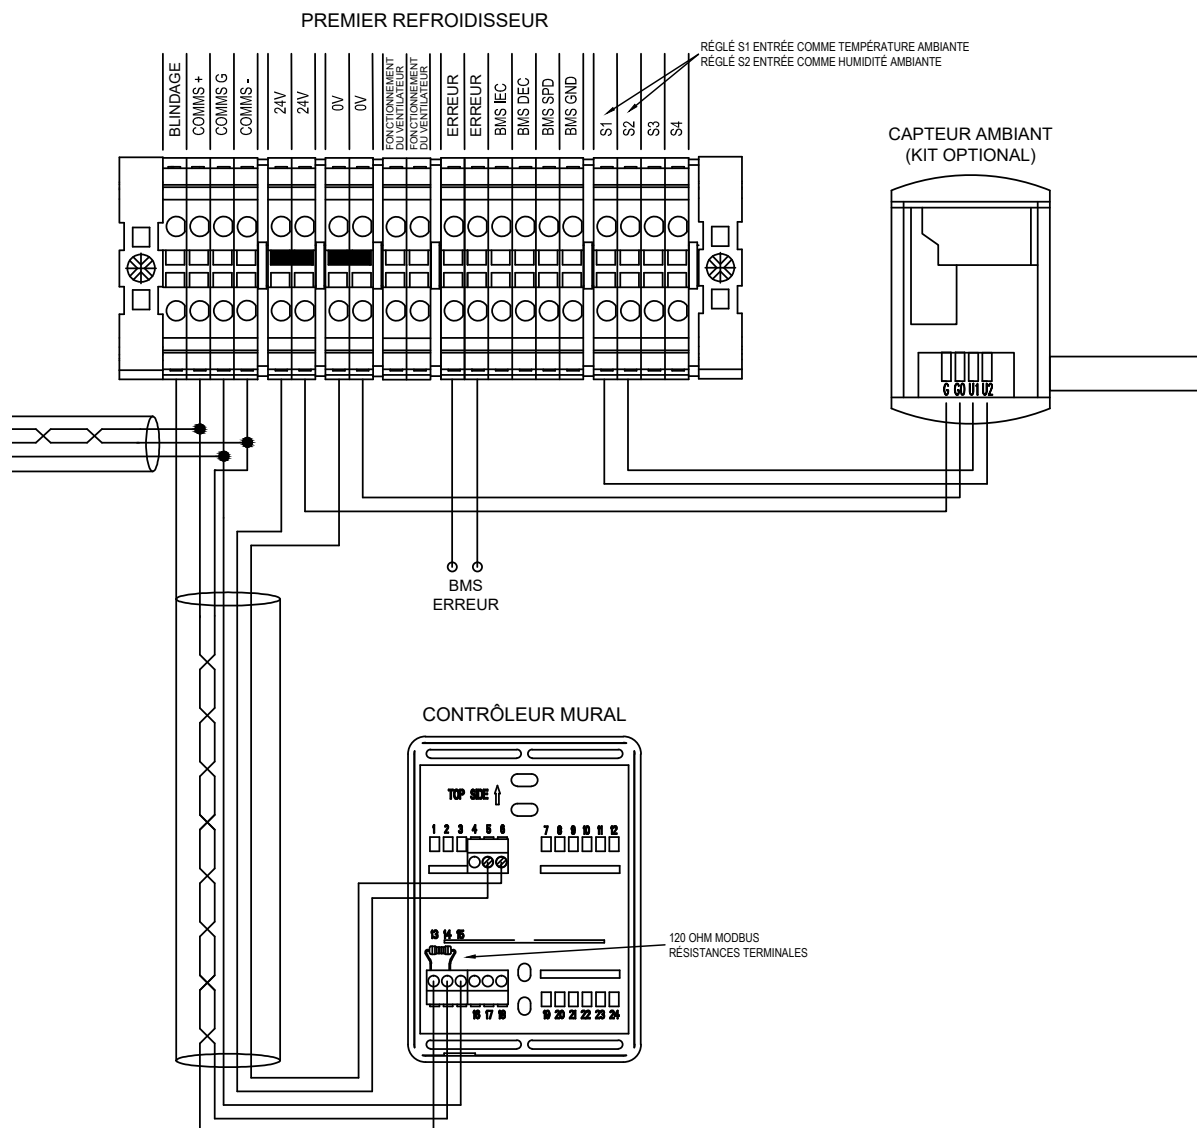 PREMIER REFROIDISSEUR
RÉGLÉ S1 ENTRÉE COMME TEMPÉRATURE AMBIANTE
RÉGLÉ S2 ENTRÉE COMME HUMIDITÉ AMBIANTE
BLINDAGE
COMMS +
COMMS G
COMMS -
24V
24V
0V
0V
FONCTIONNEMENT
DU VENTILATEUR
FONCTIONNEMENT
DU VENTILATEUR
ERREUR
ERREUR
BMS IEC
BMS DEC
BMS SPD
BMS GND
S1
S2
S3
S4
CAPTEUR AMBIANT
(KIT OPTIONAL)
G G0 U1 U2
BMS
ERREUR
CONTRÔLEUR MURAL
TOP SIDE
1 2 3 4 5 6 7 8 9 10 11 12
13 14 15
120 OHM MODBUS
RÉSISTANCES TERMINALES
16 17 18 19 20 21 22 23 24